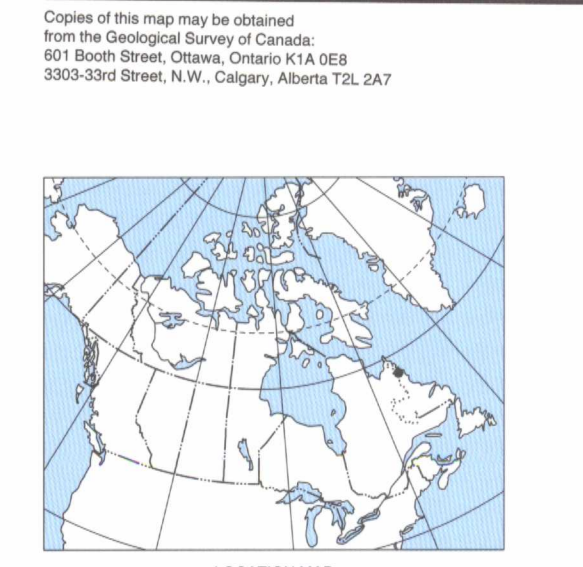 Copies of this map may be obtained
from the Geological Survey of Canada:
601 Booth Street, Ottawa, Ontario K1A 0E8
3303-33rd Street, N.W., Calgary, Alberta T2L 2A7